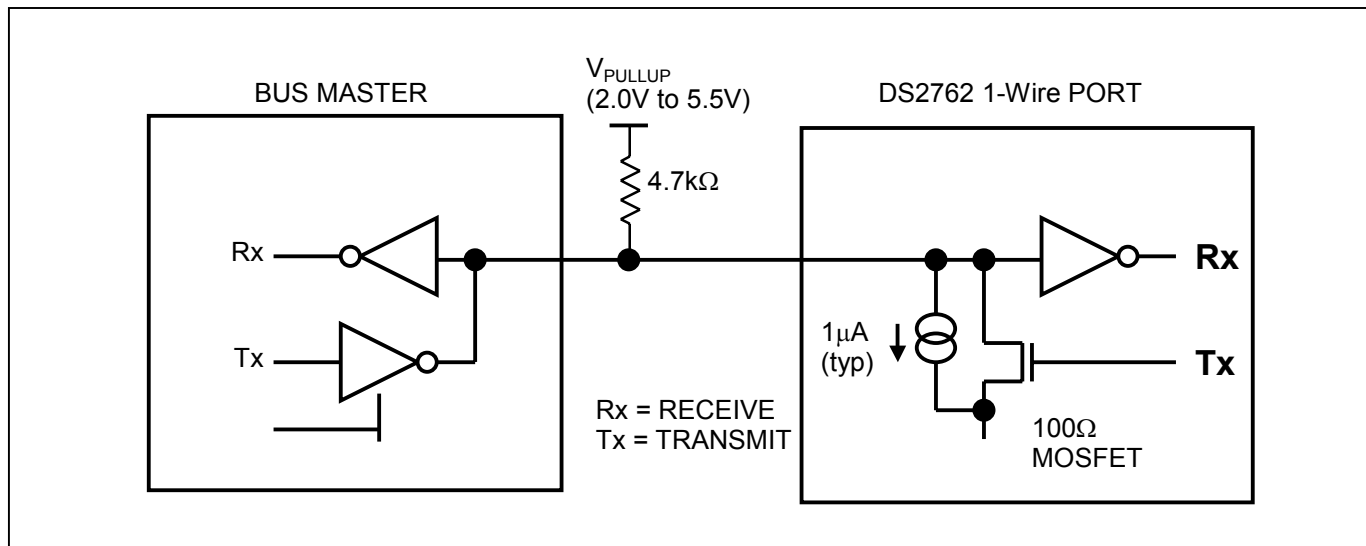 V_PULLUP
(2.0V to 5.5V)
BUS MASTER
DS2762 1-Wire PORT
4.7kΩ
Rx
Rx
1μA
(typ)
Tx
Tx
Rx = RECEIVE
Tx = TRANSMIT
100Ω
MOSFET